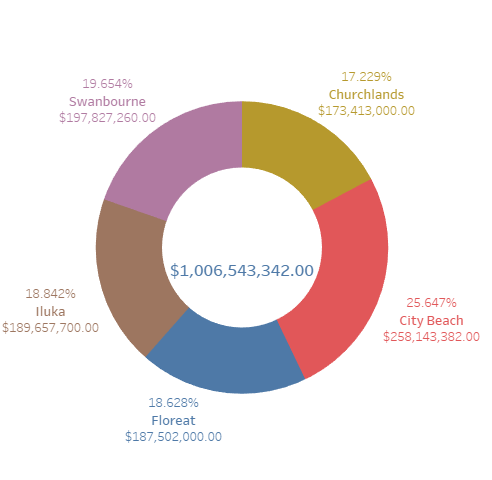 17.229%
Churchlands
$173,413,000.00
25.647%
City Beach
$258,143,382.00
18.628%
Floreat
$187,502,000.00
18.842%
Iluka
$189,657,700.00
19.654%
Swanbourne
$197,827,260.00
$1,006,543,342.00